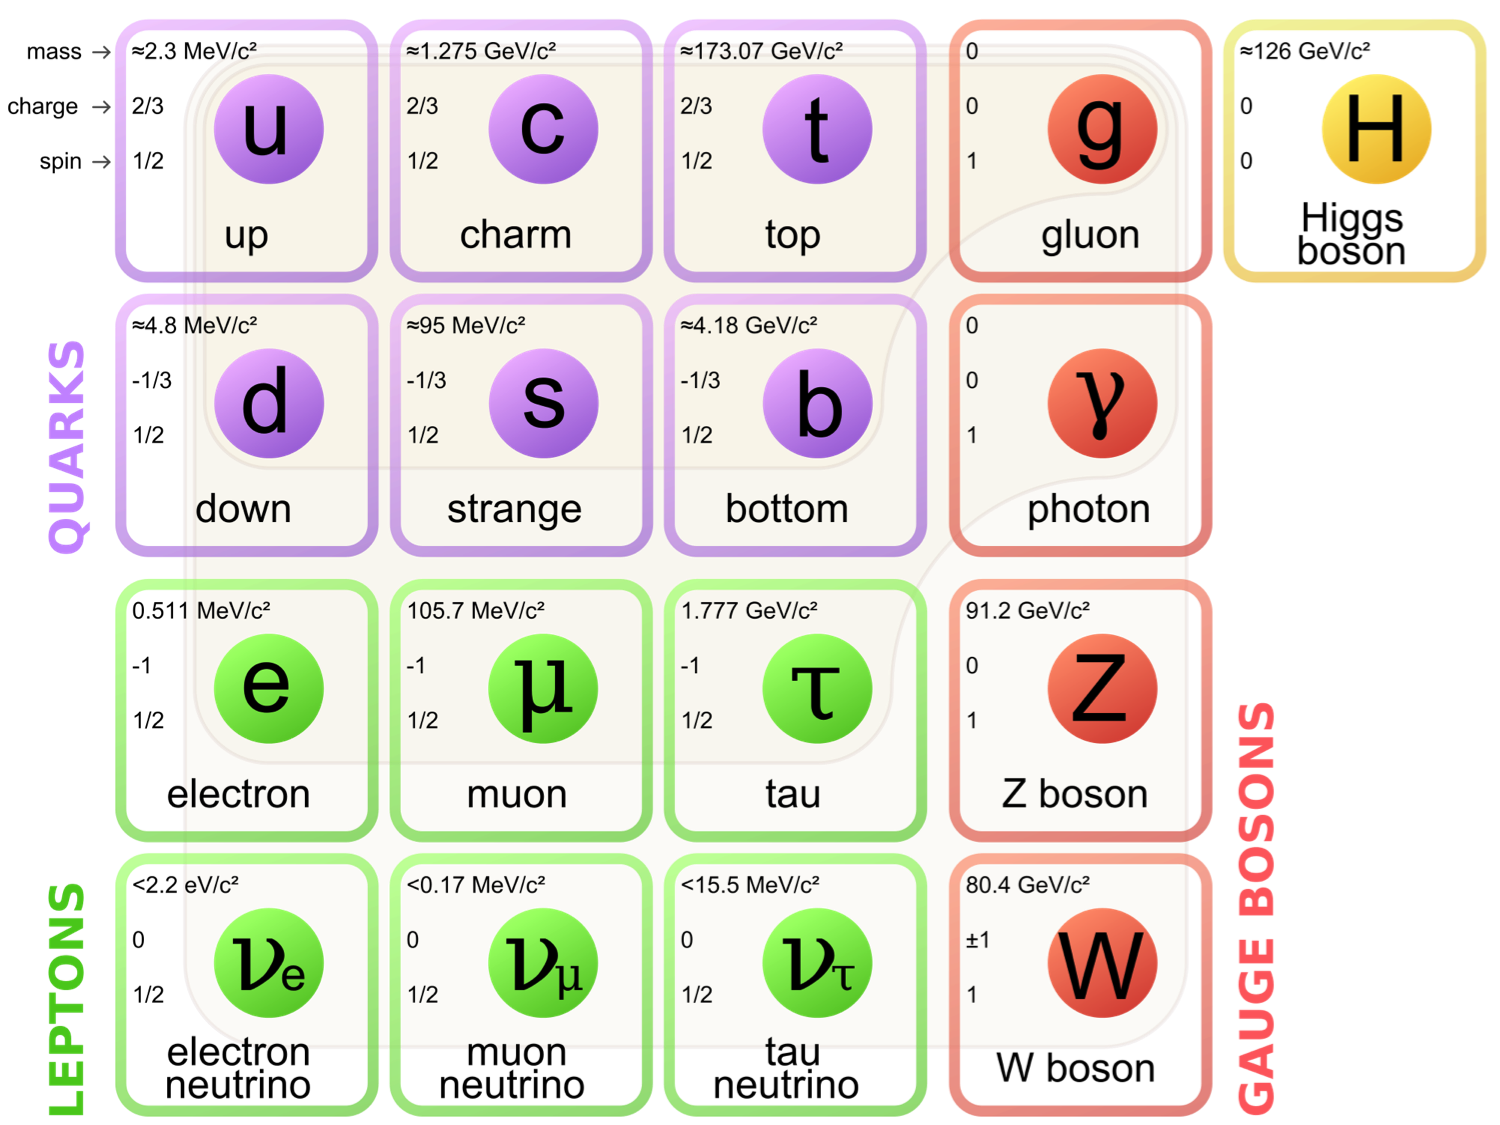 mass →
charge →
spin →
≈2.3 MeV/c²
2/3
1/2
u
up
≈1.275 GeV/c²
2/3
1/2
c
charm
≈173.07 GeV/c²
2/3
1/2
t
top
0
0
1
g
gluon
≈126 GeV/c²
0
0
H
Higgs
boson
QUARKS
≈4.8 MeV/c²
-1/3
1/2
d
down
≈95 MeV/c²
-1/3
1/2
s
strange
≈4.18 GeV/c²
-1/3
1/2
b
bottom
0
0
1
γ
photon
0.511 MeV/c²
-1
1/2
e
electron
105.7 MeV/c²
-1
1/2
μ
muon
1.777 GeV/c²
-1
1/2
τ
tau
91.2 GeV/c²
0
1
Z
Z boson
LEPTONS
<2.2 eV/c²
0
1/2
νe
electron
neutrino
<0.17 MeV/c²
0
1/2
νμ
muon
neutrino
<15.5 MeV/c²
0
1/2
ντ
tau
neutrino
80.4 GeV/c²
±1
1
W
W boson
GAUGE BOSONS